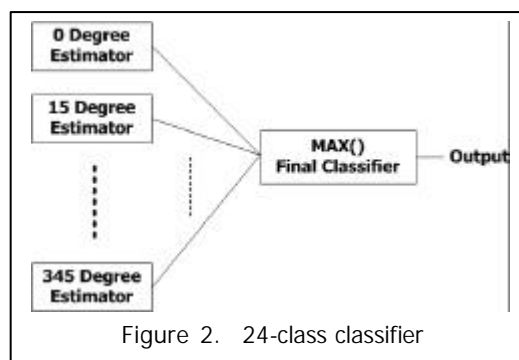 0 Degree
Estimator
15 Degree
Estimator
MAX()
Final Classifier
Output
345 Degree
Estimator
Figure 2. 24-class classifier